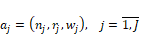 a_j = (n_j, r_j, w_j), j = \overline{1,J}